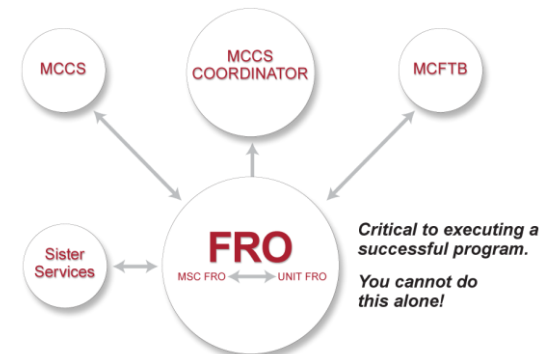 MCCS
MCCS
COORDINATOR
MCFTB
Sister
Services
FRO
MSC FRO UNIT FRO
Critical to executing a
successful program.
You cannot do
this alone!